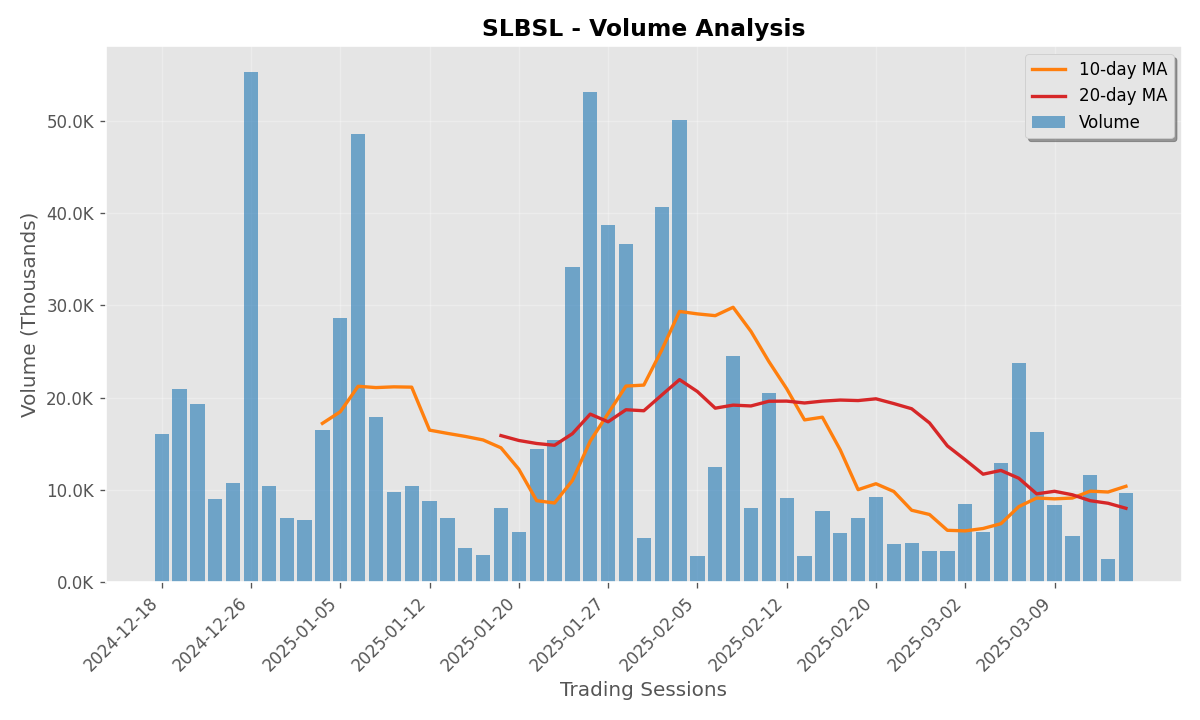 SLBSL - Volume Analysis
10-day MA
20-day MA
Volume
Volume (Thousands)
50.0K
40.0K
30.0K
20.0K
10.0K
0.0K
2024-12-18
2024-12-26
2025-01-05
2025-01-12
2025-01-20
2025-01-27
2025-02-05
2025-02-12
2025-02-20
2025-03-02
2025-03-09
Trading Sessions